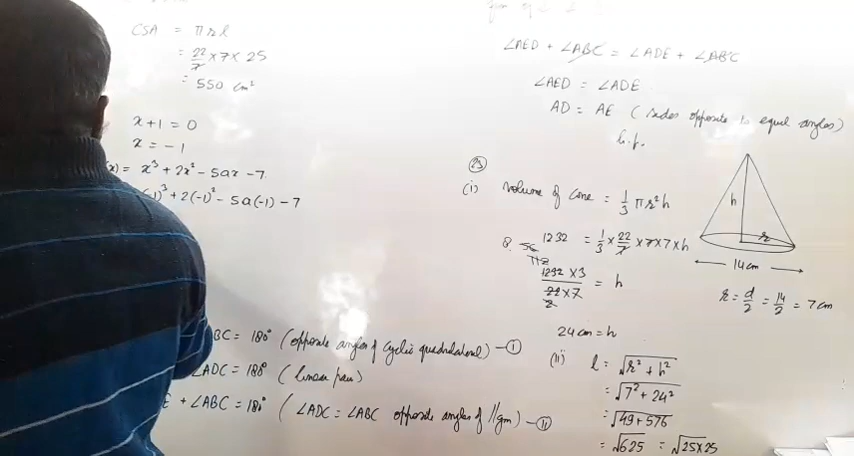 CSA = πrl
= 22/7 × 7 × 25
= 550 cm²
x + 1 = 0
x = -1
x) = x³ + 2x² - 5ax - 7
-1)³ + 2(-1)² - 5a(-1) - 7
BC = 180° (opposite angles of cyclic quadrilateral) — ①
∠ADC = 180° (linear pair)
E + ∠ABC = 180° (∠ADC = ∠ABC opposite angles of //gm) — ⑪
∠AED + ∠ABC = ∠ADE + ∠ABC
∠AED = ∠ADE
AD = AE (sides opposite to equal angles)
h.p.
㉓
(i) Volume of Cone = 1/3 πr²h
1232 = 1/3 × 22/7 × 7 × 7 × h
1232 × 3 / 22 × 7 = h
24 cm = h
(ii) l = √r² + h²
= √7² + 24²
= √49 + 576
= √625 = √25×25
h
r
14 cm
r = d/2 = 14/2 = 7 cm